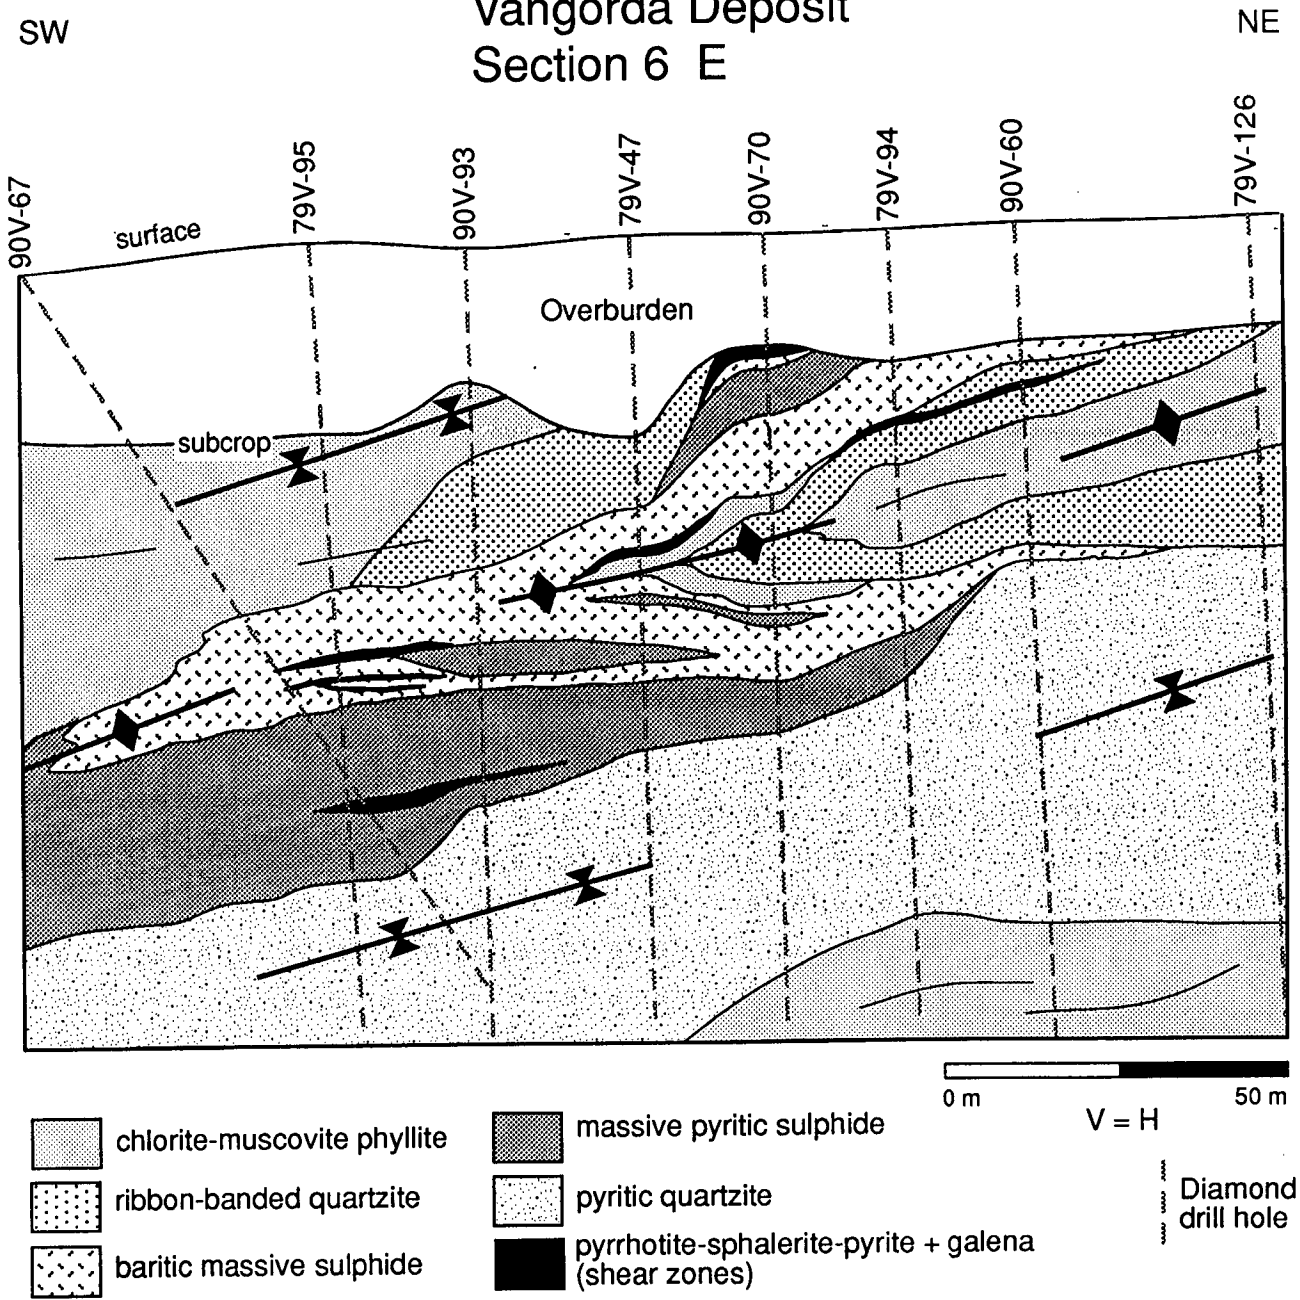 Vangorda Deposit
SW
NE
Section 6 E
90V-67
79V-95
90V-93
79V-47
90V-70
79V-94
90V-60
79V-126
surface
Overburden
subcrop
0 m
50 m
V = H
chlorite-muscovite phyllite
massive pyritic sulphide
ribbon-banded quartzite
pyritic quartzite
Diamond
drill hole
baritic massive sulphide
pyrrhotite-sphalerite-pyrite + galena
(shear zones)